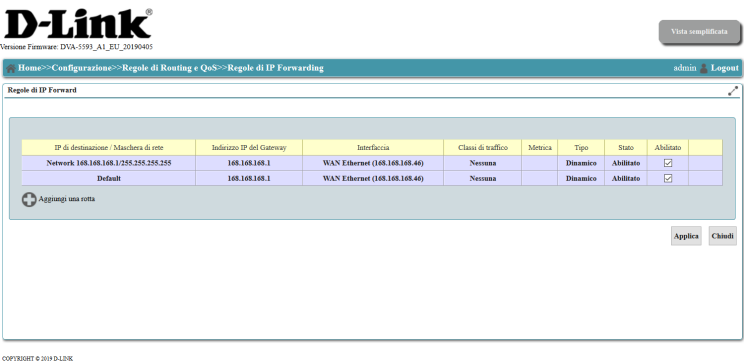 D-Link®
Vista semplificata
Versione Firmware: DVA-5593_A1_EU_20190405
Home>>Configurazione>>Regole di Routing e QoS>>Regole di IP Forwarding admin Logout
Regole di IP Forward
IP di destinazione / Maschera di rete Indirizzo IP del Gateway Interfaccia Classi di traffico Metrica Tipo Stato Abilitato
Network 168.168.168.1/255.255.255.255 168.168.168.1 WAN Ethernet (168.168.168.46) Nessuna Dinamico Abilitato
Default 168.168.168.1 WAN Ethernet (168.168.168.46) Nessuna Dinamico Abilitato
Aggiungi una rotta
Applica Chiudi
COPYRIGHT © 2019 D-LINK